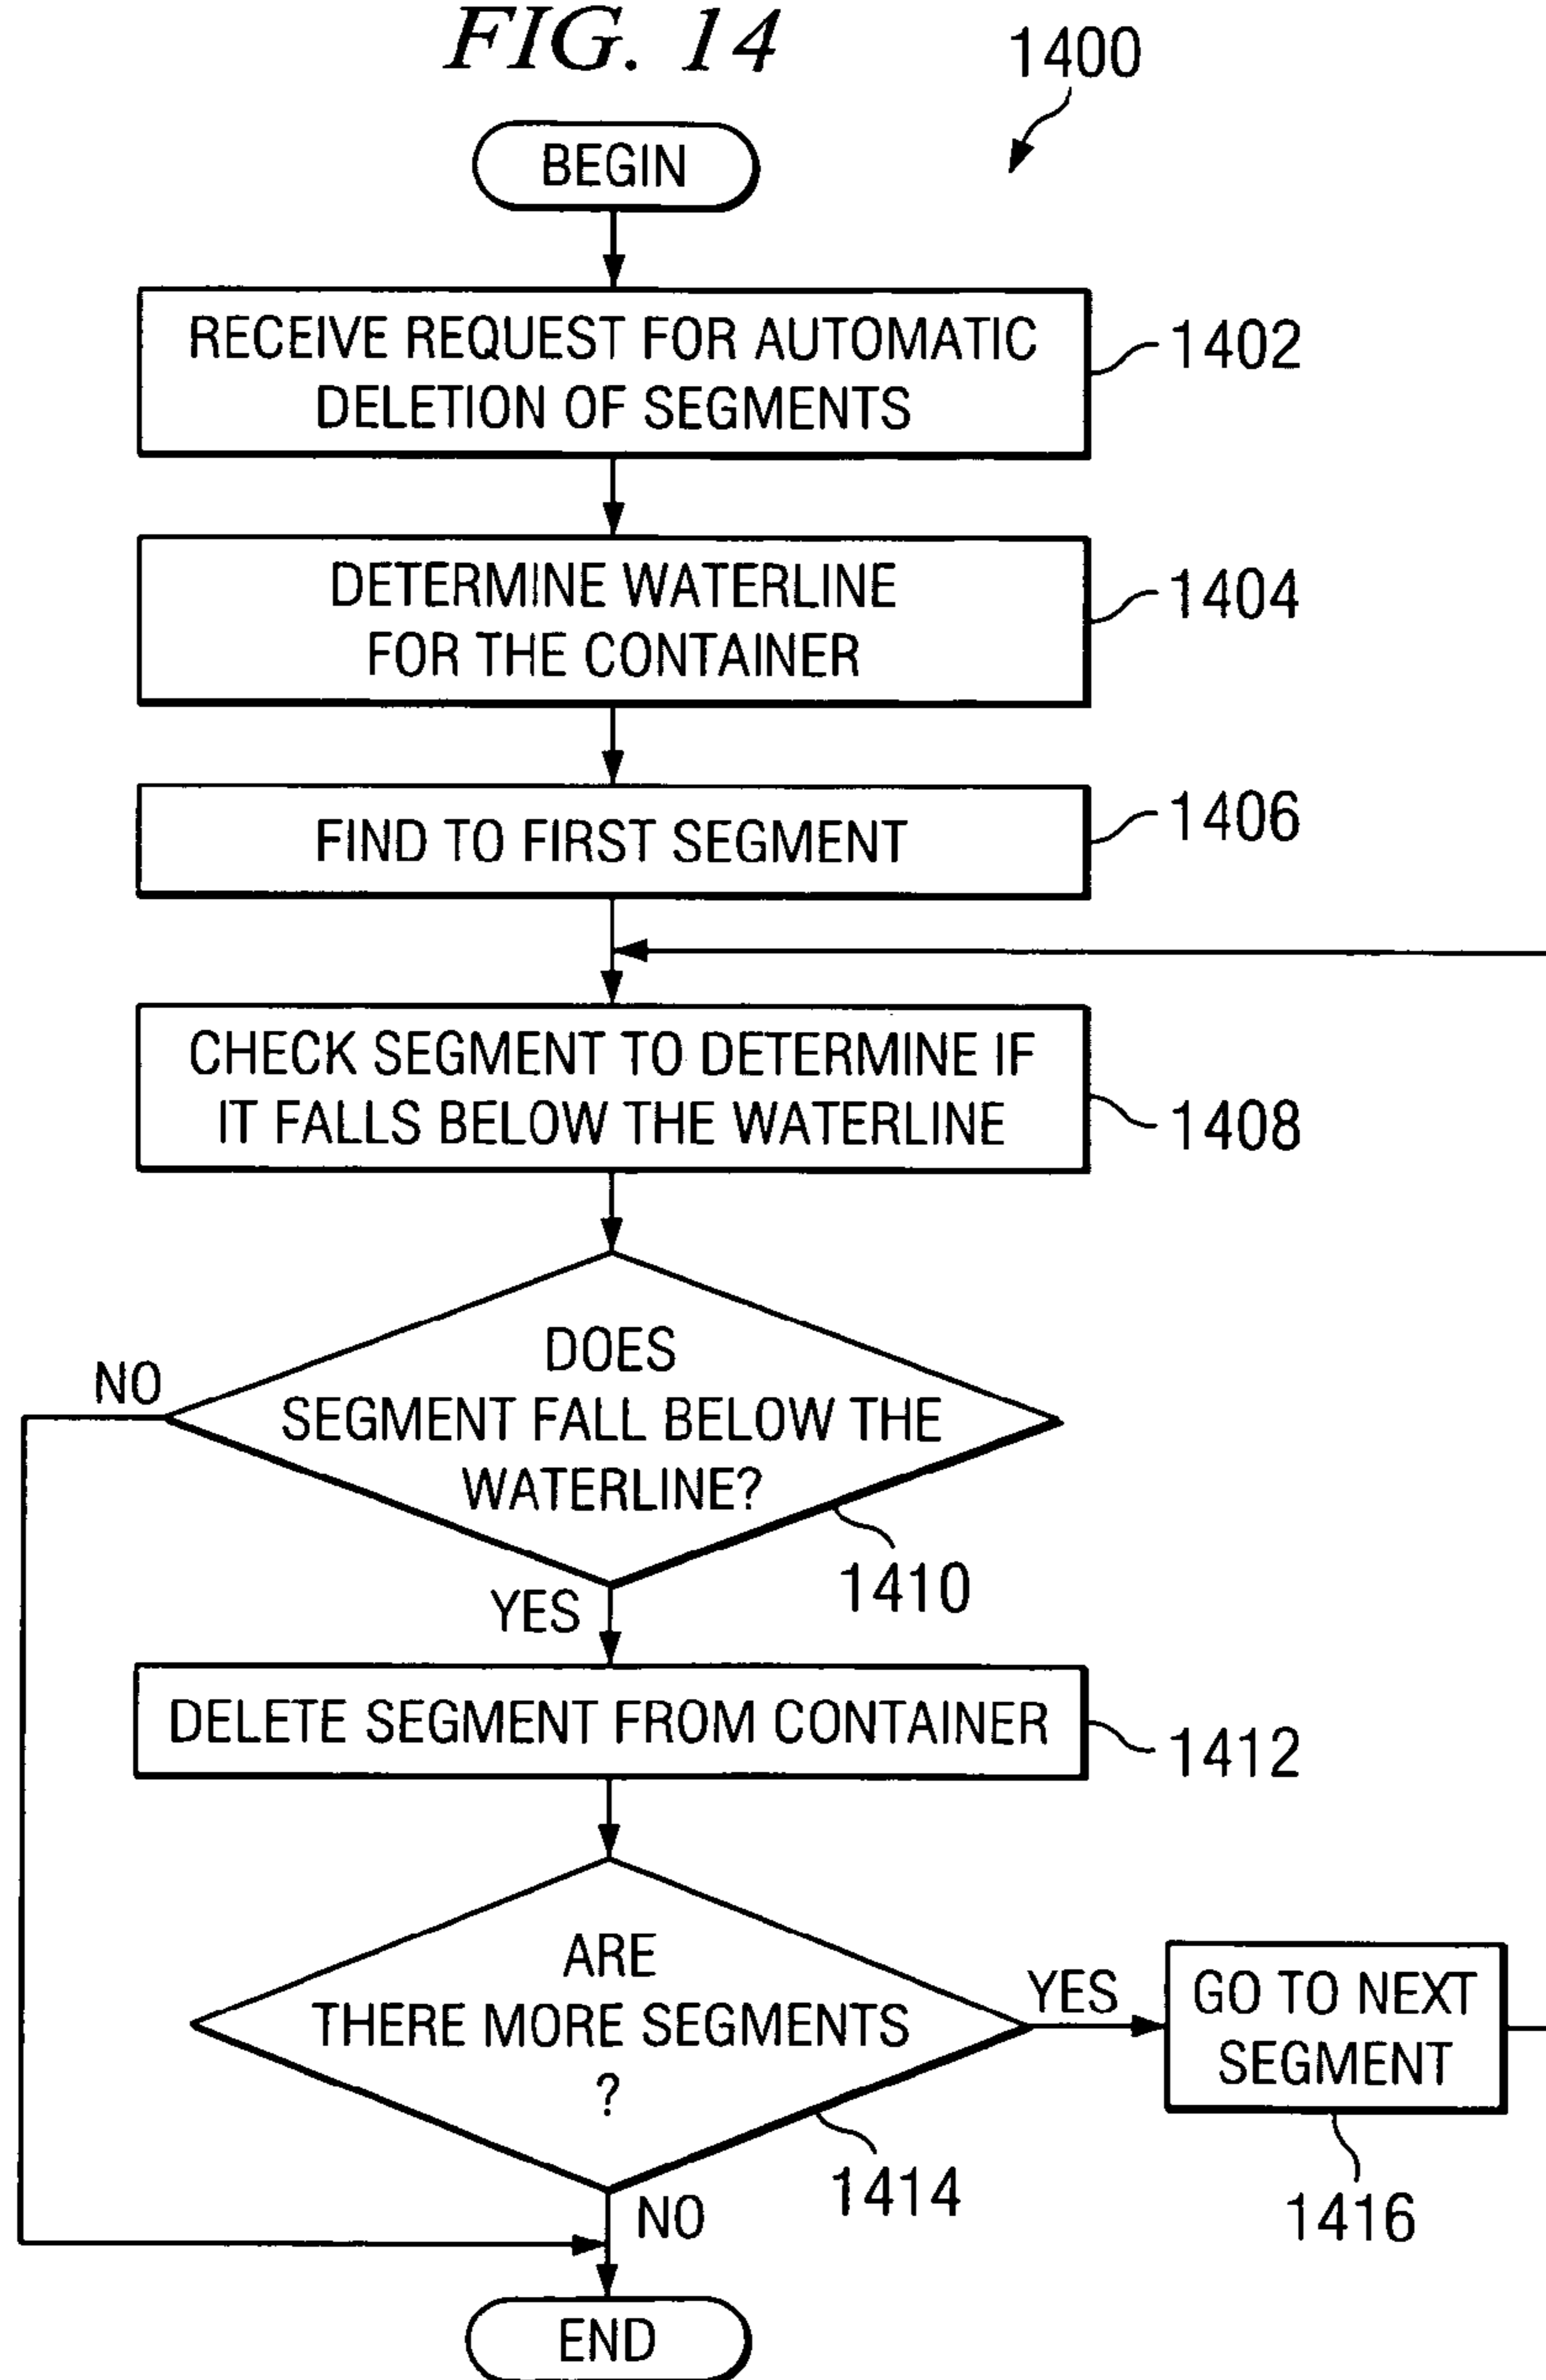 FIG. 14
1400
BEGIN
RECEIVE REQUEST FOR AUTOMATIC
DELETION OF SEGMENTS
1402
DETERMINE WATERLINE
FOR THE CONTAINER
1404
FIND TO FIRST SEGMENT
1406
CHECK SEGMENT TO DETERMINE IF
IT FALLS BELOW THE WATERLINE
1408
DOES
SEGMENT FALL BELOW THE
WATERLINE?
NO
1410
YES
DELETE SEGMENT FROM CONTAINER
1412
ARE
THERE MORE SEGMENTS
?
YES
GO TO NEXT
SEGMENT
1414
1416
NO
END